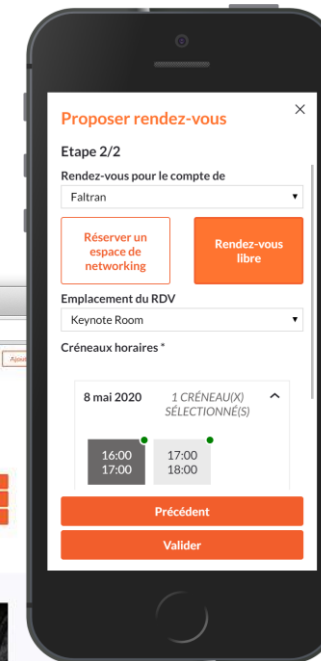 Proposer rendez-vous
Etape 2/2
Rendez-vous pour le compte de
Faltran
Réserver un
espace de
networking
Rendez-vous
libre
Emplacement du RDV
Keynote Room
Créneaux horaires *
8 mai 2020
1 CRÉNEAU(X)
SÉLECTIONNÉ(S)
16:00
17:00
17:00
18:00
Précédent
Valider